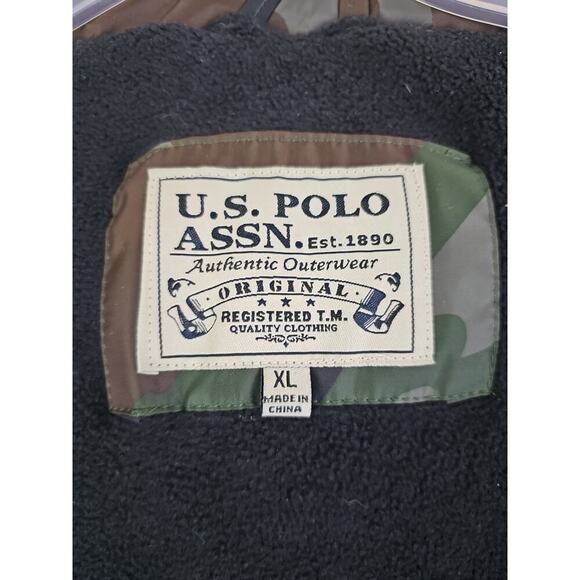 U.S. POLO
ASSN. Est. 1890
Authentic Outerwear
ORIGINAL
REGISTERED T.M.
QUALITY CLOTHING
XL
MADE IN
CHINA